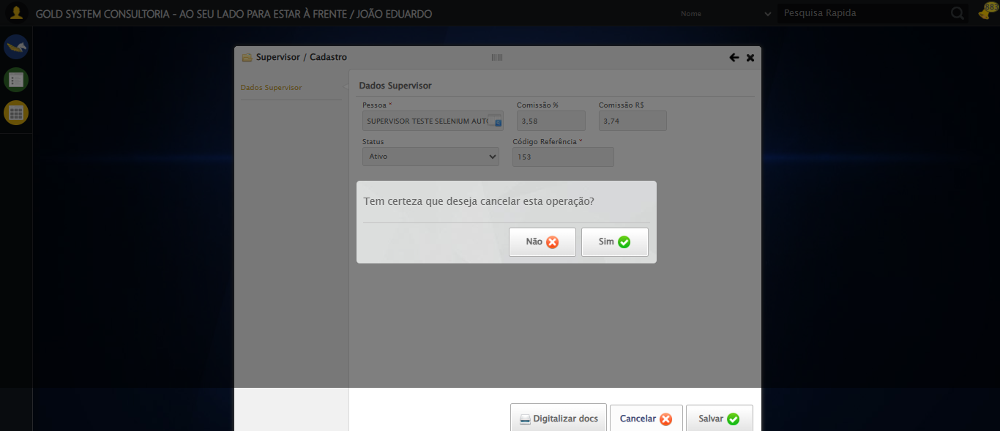 GOLD SYSTEM CONSULTORIA - AO SEU LADO PARA ESTAR À FRENTE / JOÃO EDUARDO
Nome
Pesquisa Rapida
883
Supervisor / Cadastro
Dados Supervisor
Dados Supervisor
Pessoa * Comissão % Comissão R$
SUPERVISOR TESTE SELENIUM AUTO 3,58 3,74
Status Código Referência *
Ativo 153
Tem certeza que deseja cancelar esta operação?
Não Sim
Digitalizar docs Cancelar Salvar